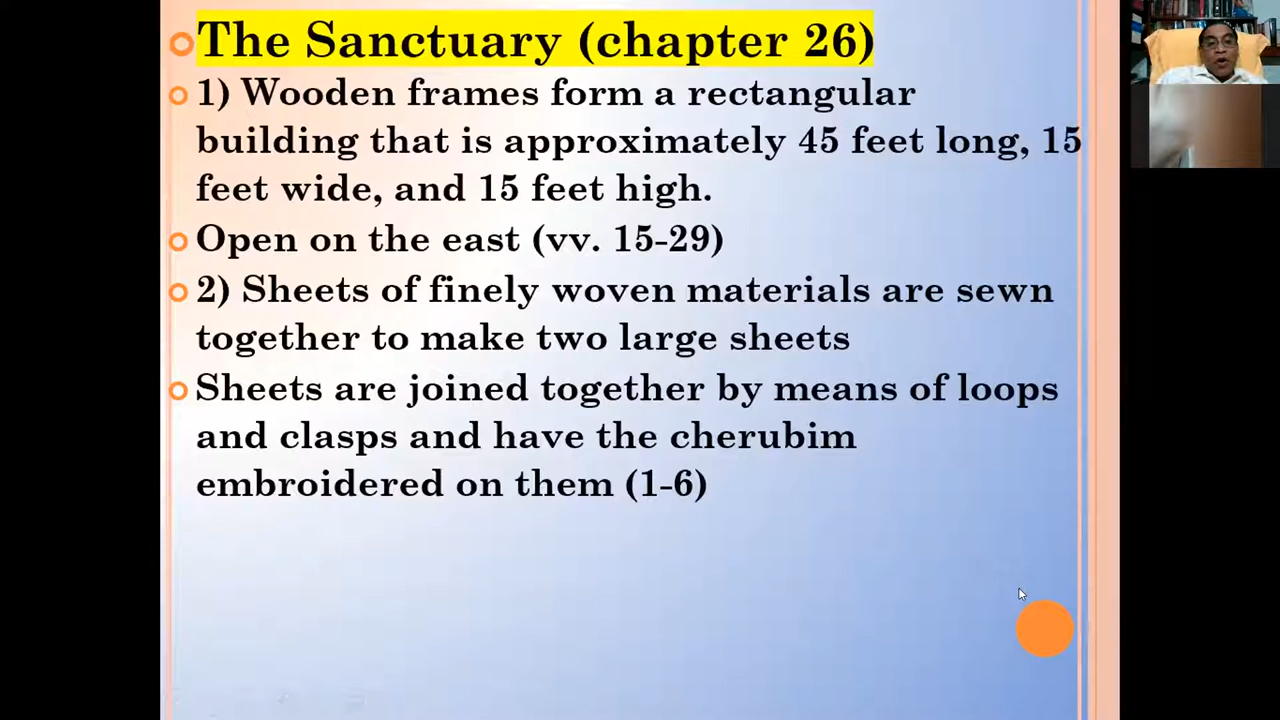 The Sanctuary (chapter 26)
1) Wooden frames form a rectangular
building that is approximately 45 feet long, 15
feet wide, and 15 feet high.
Open on the east (vv. 15-29)
2) Sheets of finely woven materials are sewn
together to make two large sheets
Sheets are joined together by means of loops
and clasps and have the cherubim
embroidered on them (1-6)